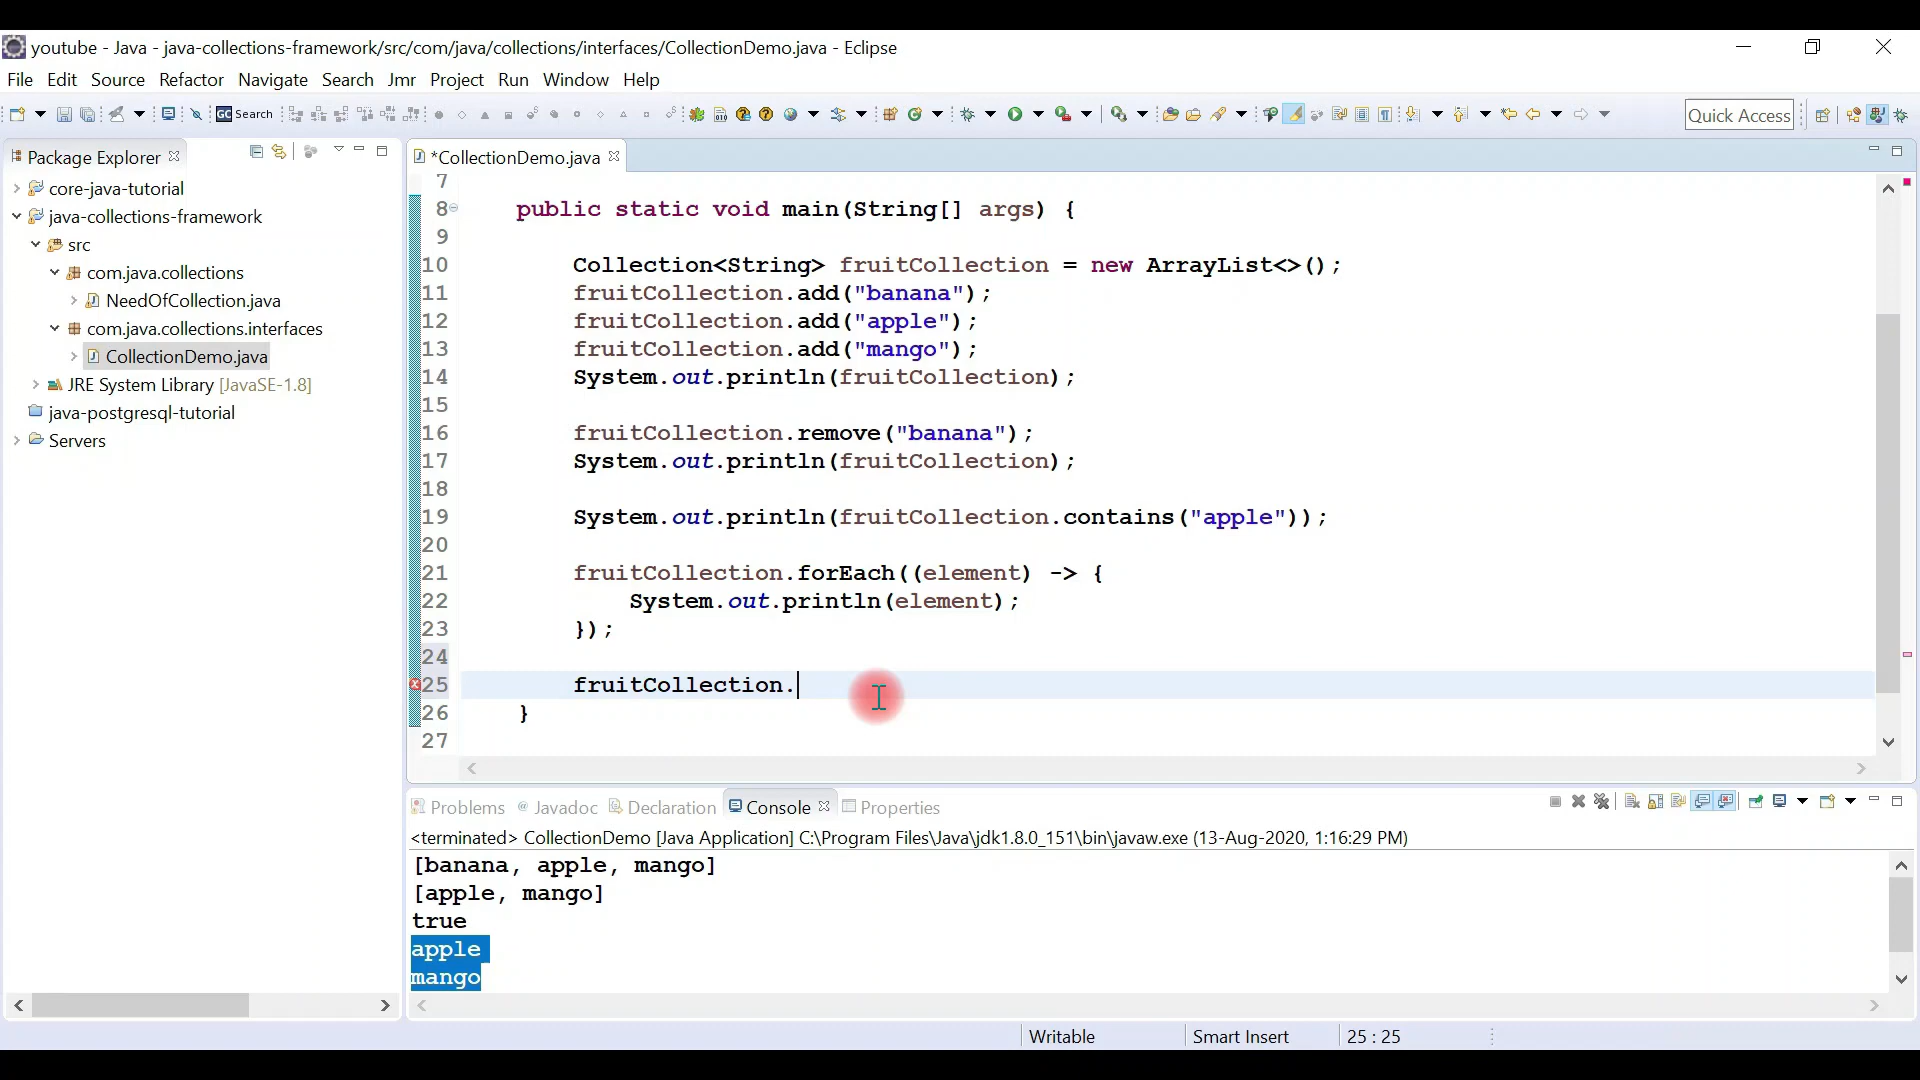 youtube - Java - java-collections-framework/src/com/java/collections/interfaces/CollectionDemo.java - Eclipse
File Edit Source Refactor Navigate Search Jmr Project Run Window Help
GC Search
Quick Access
Package Explorer
core-java-tutorial
java-collections-framework
src
com.java.collections
NeedOfCollection.java
com.java.collections.interfaces
CollectionDemo.java
JRE System Library [JavaSE-1.8]
java-postgresql-tutorial
Servers
*CollectionDemo.java
7
8 public static void main(String[] args) {
9
10 Collection<String> fruitCollection = new ArrayList<>();
11 fruitCollection.add("banana");
12 fruitCollection.add("apple");
13 fruitCollection.add("mango");
14 System.out.println(fruitCollection);
15
16 fruitCollection.remove("banana");
17 System.out.println(fruitCollection);
18
19 System.out.println(fruitCollection.contains("apple"));
20
21 fruitCollection.forEach((element) -> {
22 System.out.println(element);
23 });
24
25 fruitCollection.
26 }
27
Problems @ Javadoc Declaration Console Properties
<terminated> CollectionDemo [Java Application] C:\Program Files\Java\jdk1.8.0_151\bin\javaw.exe (13-Aug-2020, 1:16:29 PM)
[banana, apple, mango]
[apple, mango]
true
apple
mango
Writable Smart Insert 25 : 25